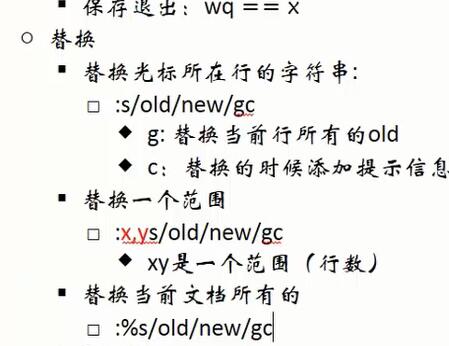 保存退出：wq == x
替换
替换光标所在行的字符串:
:s/old/new/gc
g: 替换当前行所有的old
c：替换的时候添加提示信息
替换一个范围
:x,ys/old/new/gc
xy是一个范围（行数）
替换当前文档所有的
:%s/old/new/gc